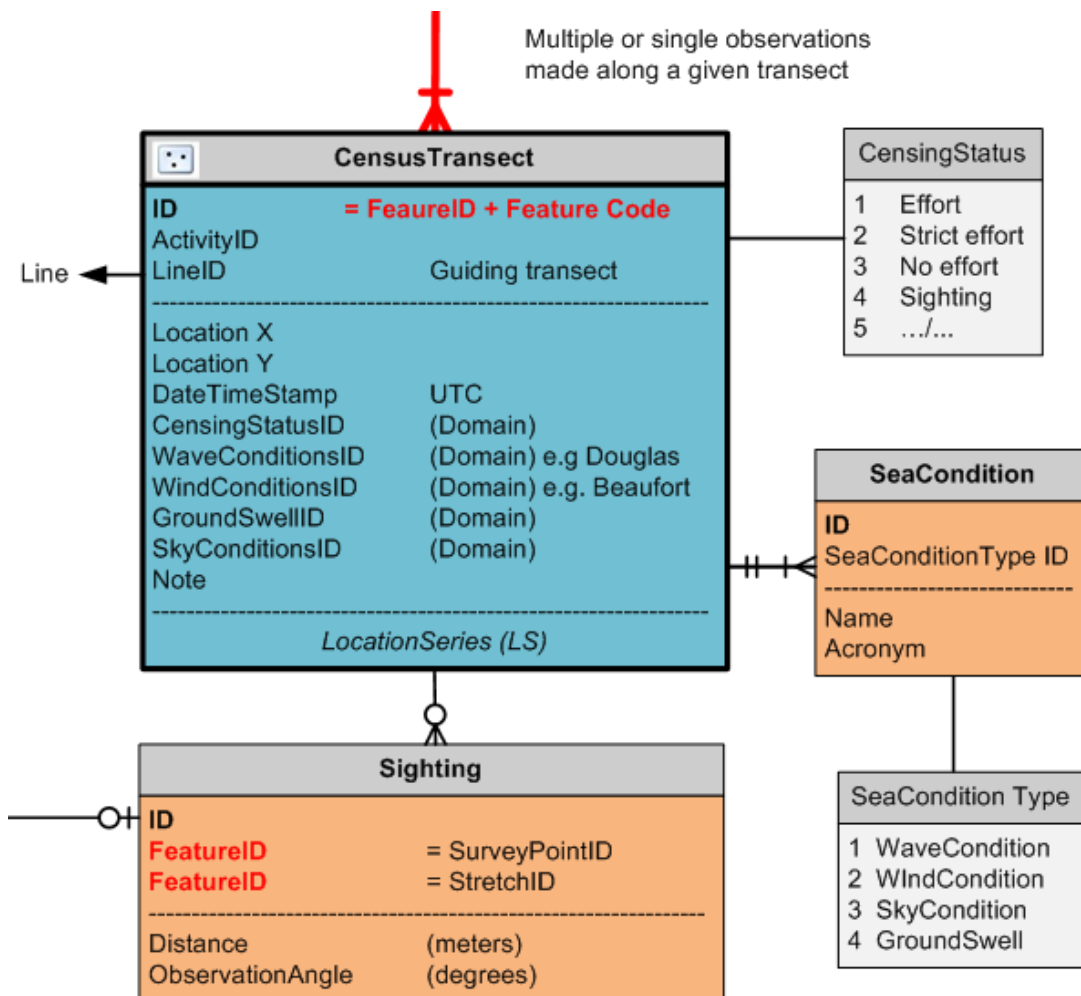 Multiple or single observations
made along a given transect
CensusTransect
ID = FeaureID + Feature Code
ActivityID
LineID Guiding transect
Line
Location X
Location Y
DateTimeStamp UTC
CensingStatusID (Domain)
WaveConditionsID (Domain) e.g Douglas
WindConditionsID (Domain) e.g. Beaufort
GroundSwellID (Domain)
SkyConditionsID (Domain)
Note
LocationSeries (LS)
CensingStatus
1 Effort
2 Strict effort
3 No effort
4 Sighting
5 .../...
SeaCondition
ID
SeaConditionType ID
Name
Acronym
Sighting
ID
FeatureID = SurveyPointID
FeatureID = StretchID
Distance (meters)
ObservationAngle (degrees)
SeaCondition Type
1 WaveCondition
2 WIndCondition
3 SkyCondition
4 GroundSwell